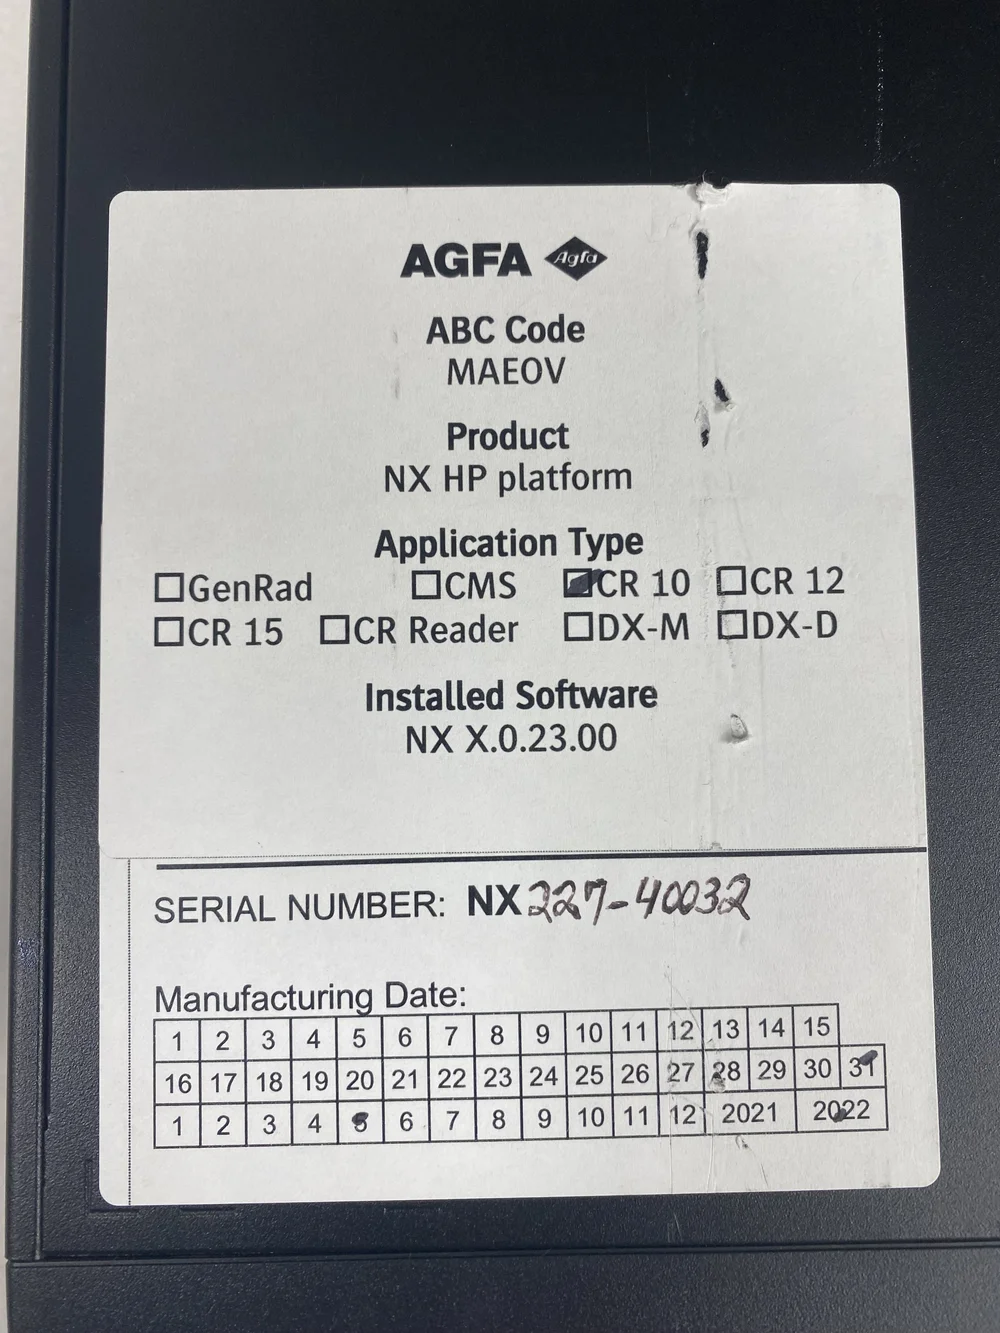 AGFA Agfa
ABC Code
MAEOV
Product
NX HP platform
Application Type
☐GenRad ☐CMS ☑CR 10 ☐CR 12
☐CR 15 ☐CR Reader ☐DX-M ☐DX-D
Installed Software
NX X.0.23.00
SERIAL NUMBER: NX227-40032
Manufacturing Date:
1 2 3 4 5 6 7 8 9 10 11 12 13 14 15
16 17 18 19 20 21 22 23 24 25 26 27 28 29 30 31
1 2 3 4 5 6 7 8 9 10 11 12 2021 2022